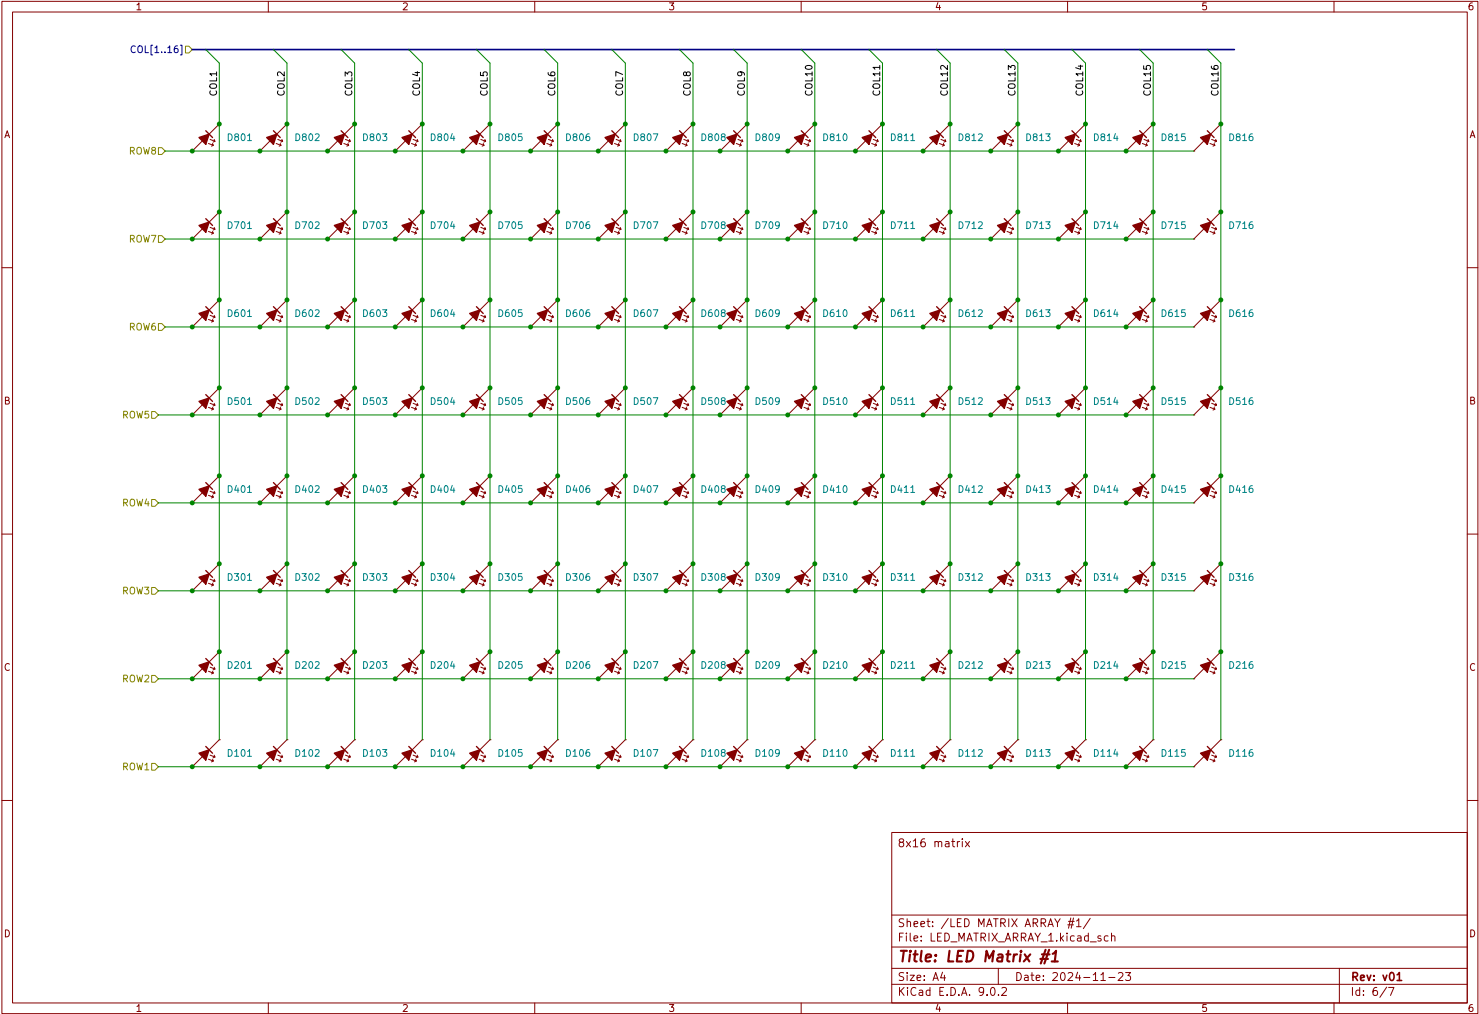 1 2 3 4 5 6
COL[1..16]
COL1 COL2 COL3 COL4 COL5 COL6 COL7 COL8 COL9 COL10 COL11 COL12 COL13 COL14 COL15 COL16
A A
ROW8 D801 D802 D803 D804 D805 D806 D807 D808 D809 D810 D811 D812 D813 D814 D815 D816
ROW7 D701 D702 D703 D704 D705 D706 D707 D708 D709 D710 D711 D712 D713 D714 D715 D716
ROW6 D601 D602 D603 D604 D605 D606 D607 D608 D609 D610 D611 D612 D613 D614 D615 D616
B B
ROW5 D501 D502 D503 D504 D505 D506 D507 D508 D509 D510 D511 D512 D513 D514 D515 D516
ROW4 D401 D402 D403 D404 D405 D406 D407 D408 D409 D410 D411 D412 D413 D414 D415 D416
ROW3 D301 D302 D303 D304 D305 D306 D307 D308 D309 D310 D311 D312 D313 D314 D315 D316
C C
ROW2 D201 D202 D203 D204 D205 D206 D207 D208 D209 D210 D211 D212 D213 D214 D215 D216
ROW1 D101 D102 D103 D104 D105 D106 D107 D108 D109 D110 D111 D112 D113 D114 D115 D116
8x16 matrix
Sheet: /LED MATRIX ARRAY #1/
File: LED_MATRIX_ARRAY_1.kicad_sch
D D
Title: LED Matrix #1
Size: A4 Date: 2024-11-23 Rev: v01
KiCad E.D.A. 9.0.2 Id: 6/7
1 2 3 4 5 6